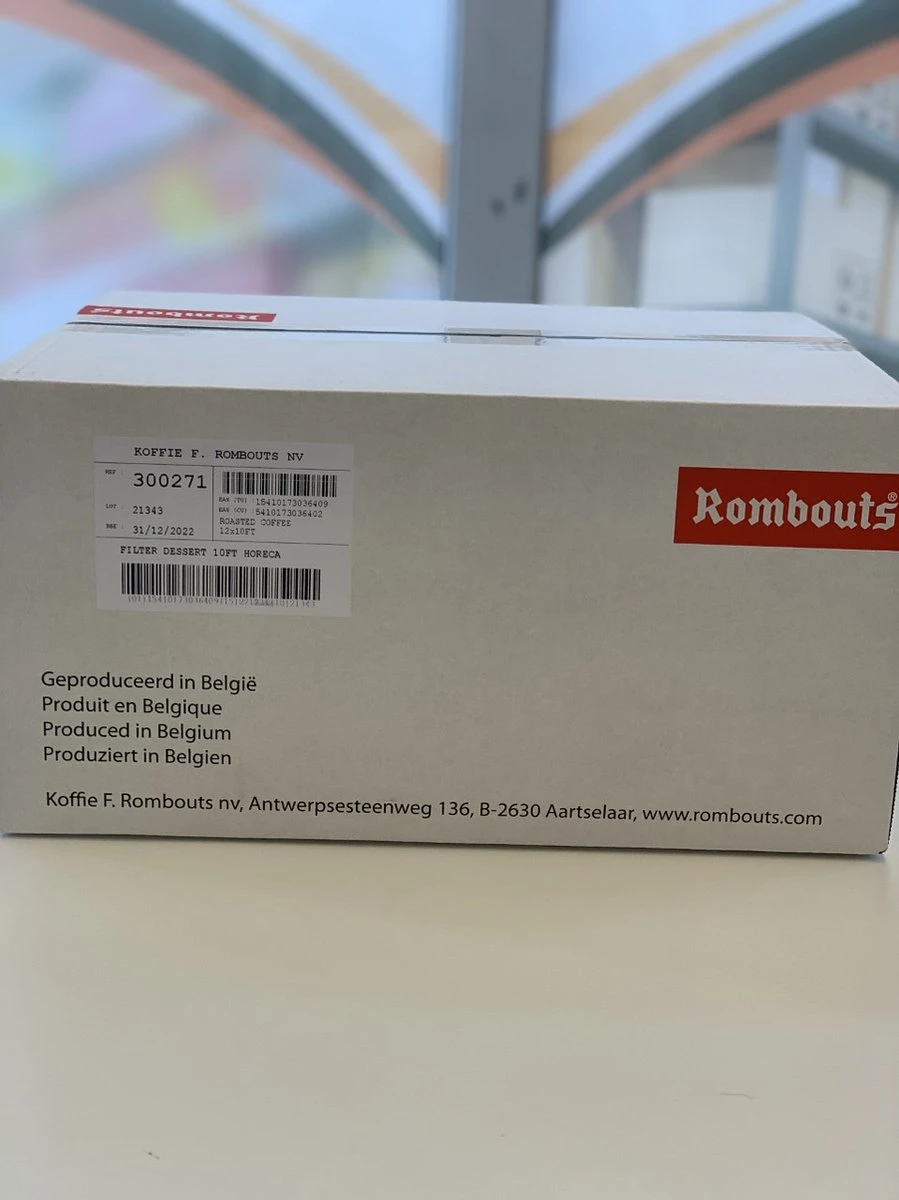 Rombouts
KOFFIE F. ROMBOUTS NV
REF : 300271
EAN (TU) :15410173036409
EAN (CU) :5410173036402
LOT : 21343
ROASTED COFFEE
BBE : 31/12/2022
12x10FT
FILTER DESSERT 10FT HORECA
Rombouts®
Geproduceerd in België
Produit en Belgique
Produced in Belgium
Produziert in Belgien
Koffie F. Rombouts nv, Antwerpsesteenweg 136, B-2630 Aartselaar, www.rombouts.com